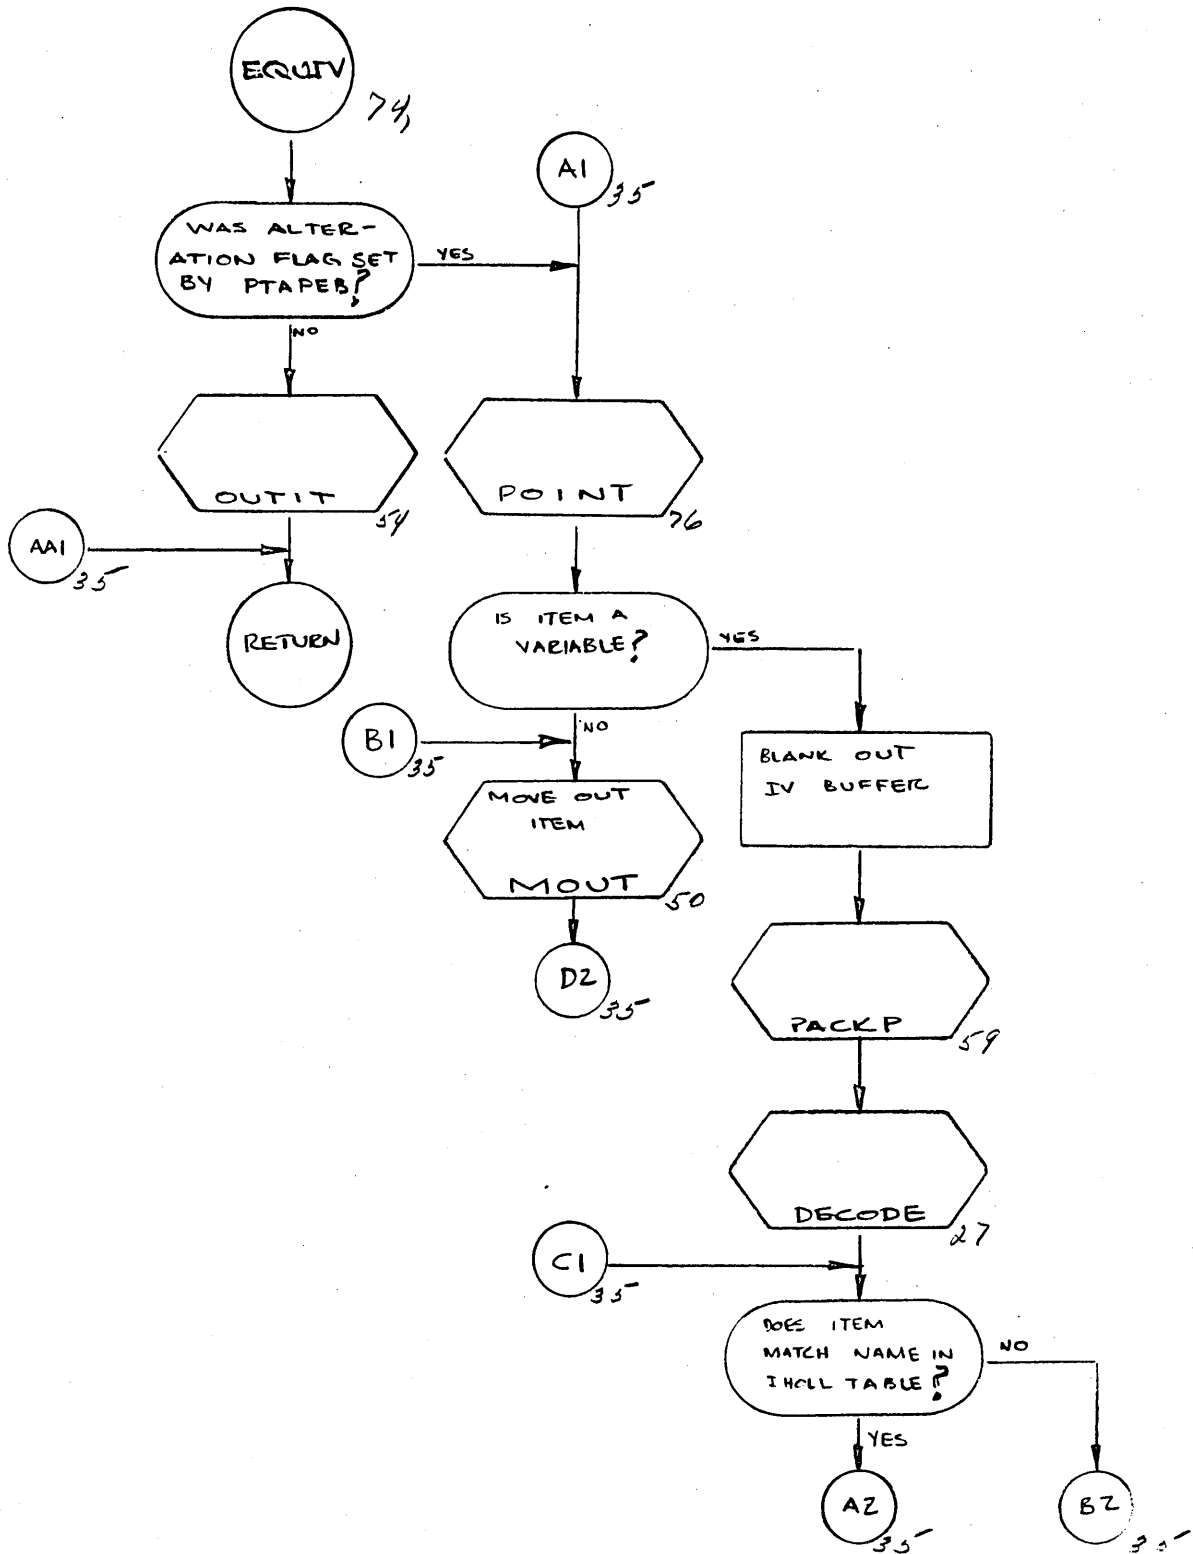 EQUIV
74,
A1
35
WAS ALTER-
ATION FLAG SET
BY PTAPEB?
YES
NO
OUTIT
54
POINT
76
AA1
35
RETURN
IS ITEM A
VARIABLE?
YES
NO
B1
35
MOVE OUT
ITEM
MOUT
50
BLANK OUT
IV BUFFER
D2
35
PACKP
59
DECODE
27
C1
35
DOES ITEM
MATCH NAME IN
IHOLL TABLE?
NO
YES
A2
35
B2
35